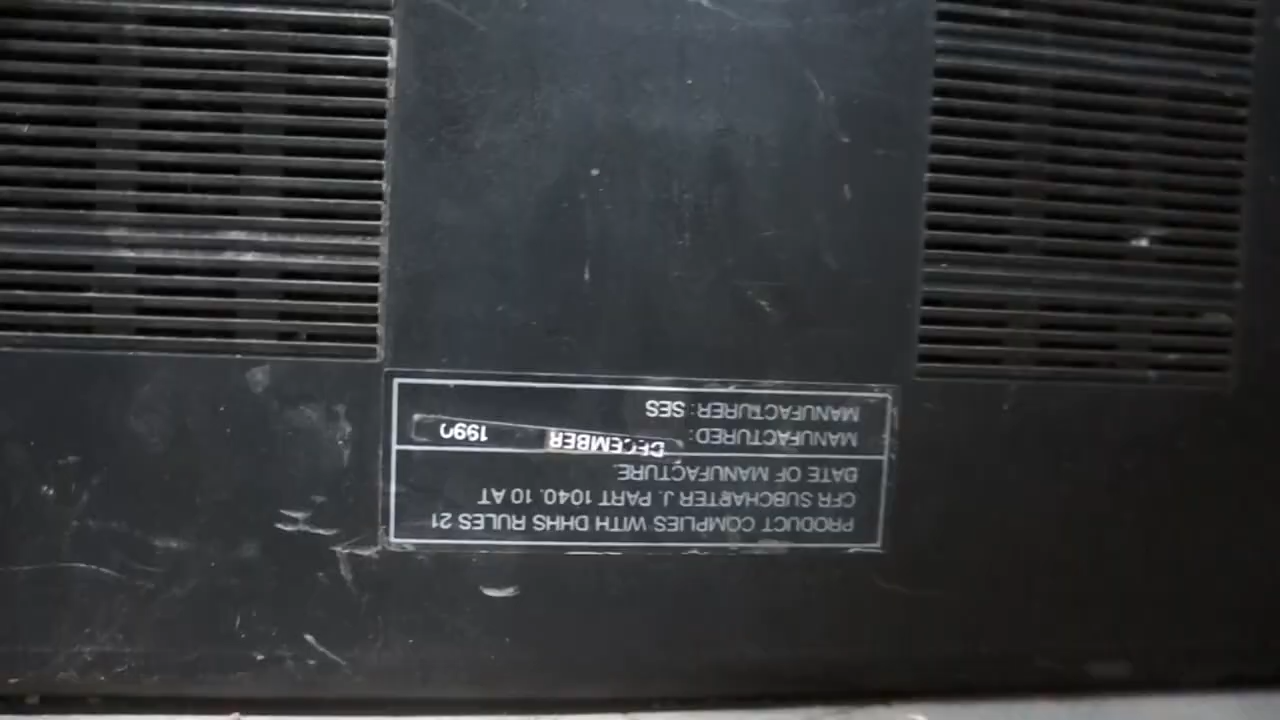 PRODUCT COMPLIES WITH DHHS RULES 21
CFR SUBCHARTER J. PART 1040. 10 AT
DATE OF MANUFACTURE.
MANUFACTURED: DECEMBER 1990
MANUFACTURER: SES